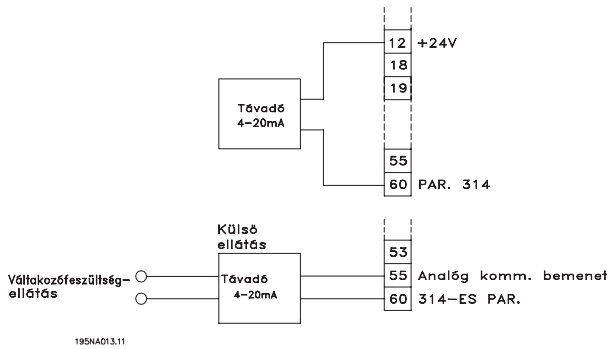 12 +24V
18
19
Távadó
4-20mA
55
60 PAR. 314
Külső
ellátás
53
Váltakozófeszültség-
ellátás
Távadó
4-20mA
55 Analóg komm. bemenet
60 314-ES PAR.
195NA013.11